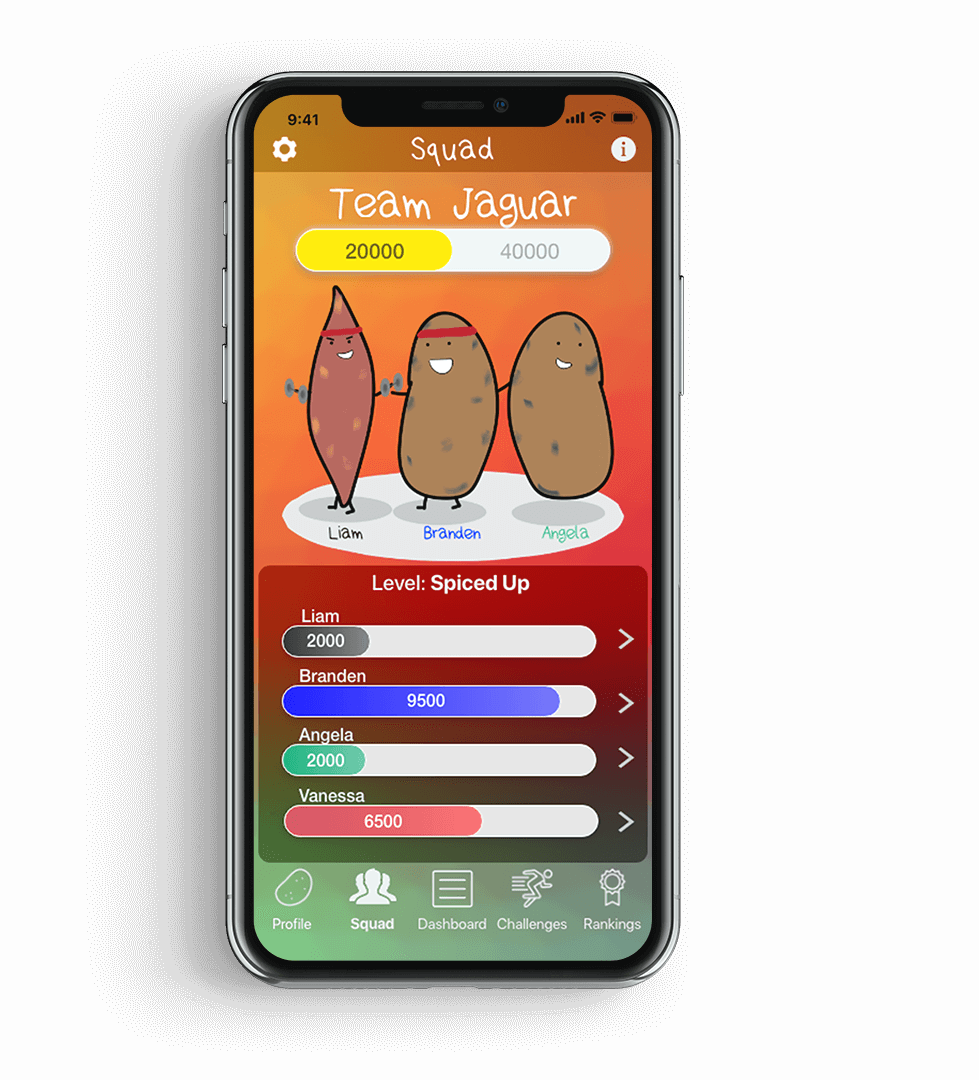 9:41
Squad
Team Jaguar
20000 40000
Liam Branden Angela
Level: Spiced Up
Liam
2000
Branden
9500
Angela
2000
Vanessa
6500
Profile Squad Dashboard Challenges Rankings